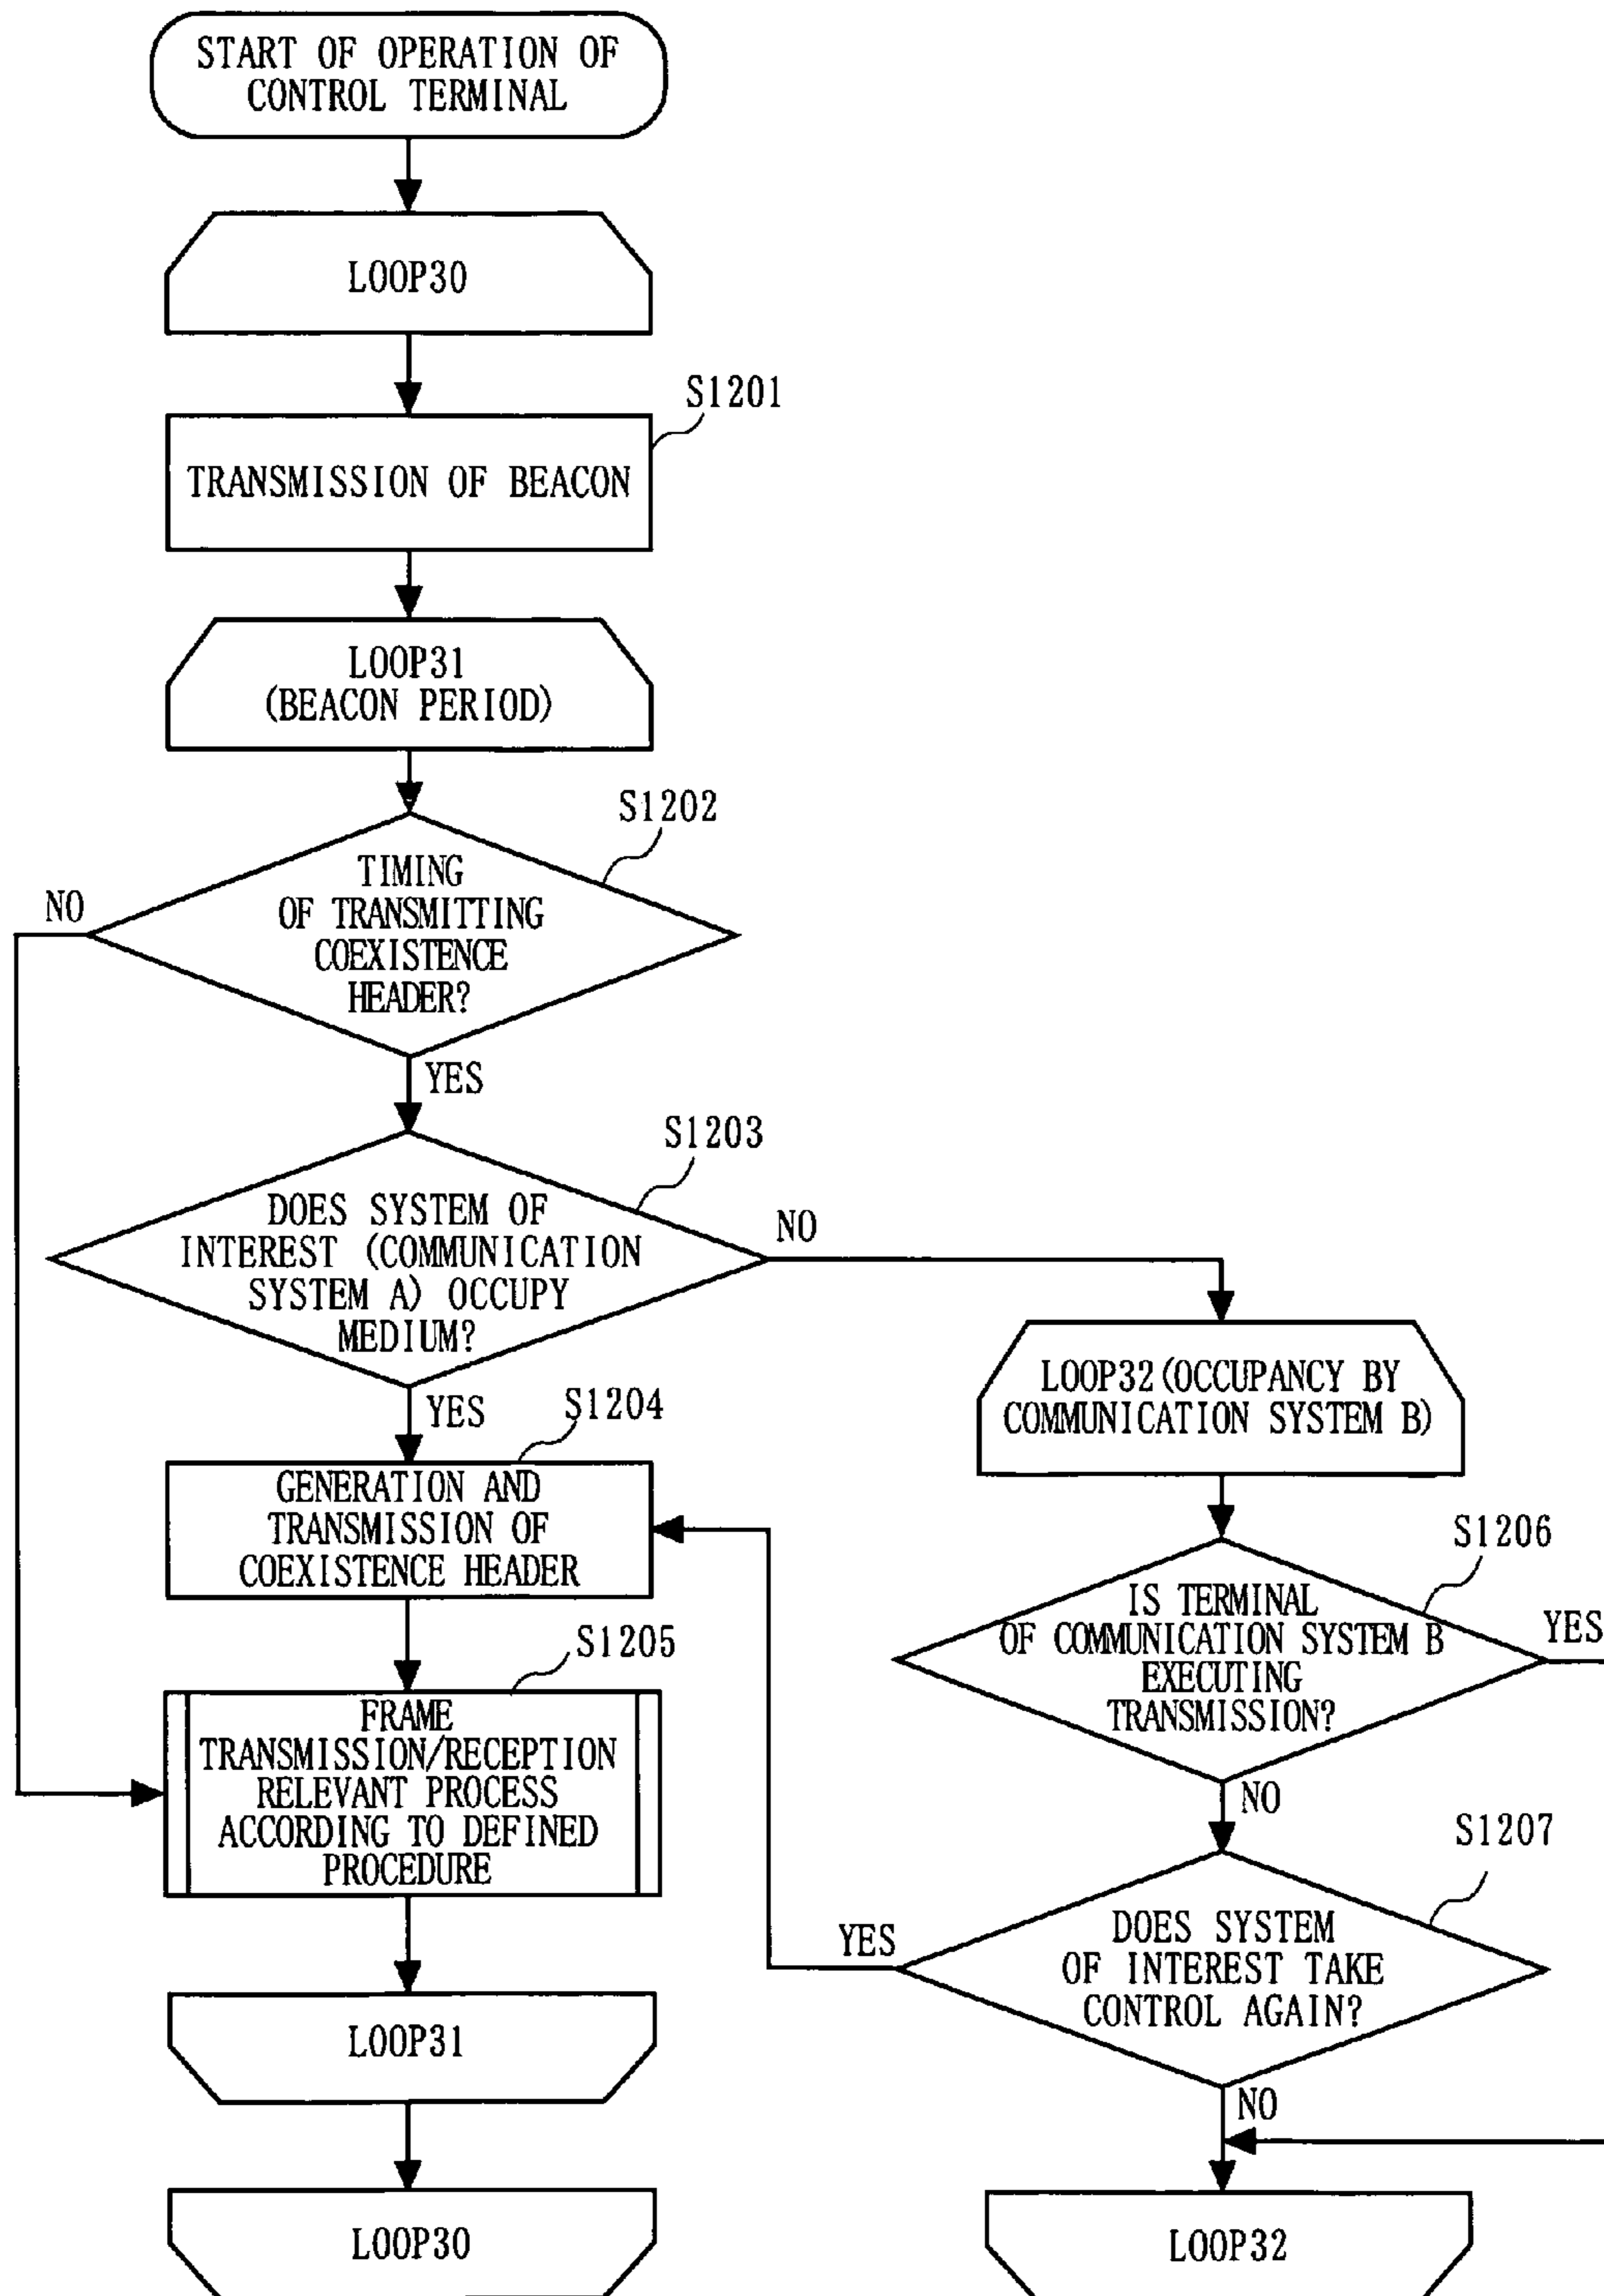 START OF OPERATION OF
CONTROL TERMINAL
LOOP30
S1201
TRANSMISSION OF BEACON
LOOP31
(BEACON PERIOD)
S1202
TIMING
OF TRANSMITTING
COEXISTENCE
HEADER?
NO
YES
S1203
DOES SYSTEM OF
INTEREST (COMMUNICATION
SYSTEM A) OCCUPY
MEDIUM?
NO
YES
LOOP32(OCCUPANCY BY
COMMUNICATION SYSTEM B)
S1204
GENERATION AND
TRANSMISSION OF
COEXISTENCE HEADER
S1206
IS TERMINAL
OF COMMUNICATION SYSTEM B
EXECUTING
TRANSMISSION?
YES
NO
S1205
FRAME
TRANSMISSION/RECEPTION
RELEVANT PROCESS
ACCORDING TO DEFINED
PROCEDURE
S1207
DOES SYSTEM
OF INTEREST TAKE
CONTROL AGAIN?
YES
NO
LOOP31
LOOP30
LOOP32